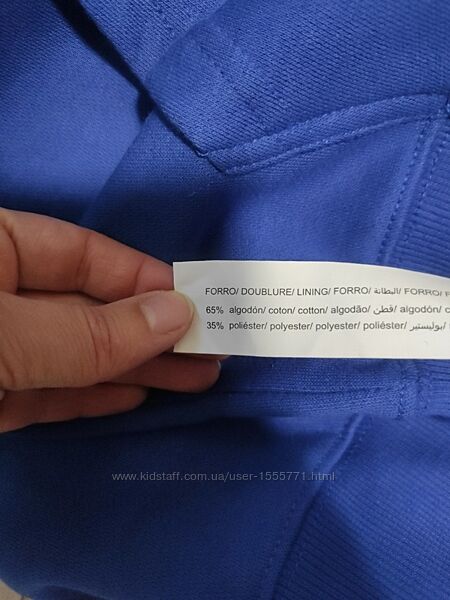 FORRO/ DOUBLURE/ LINING/ FORRO/ البطانة/ FORRO/
65% algodón/ coton/ cotton/ algodão/ قطن/ algodón/
35% poliéster/ polyester/ polyester/ poliéster/ بوليستير/
www.kidstaff.com.ua/user-1555771.html